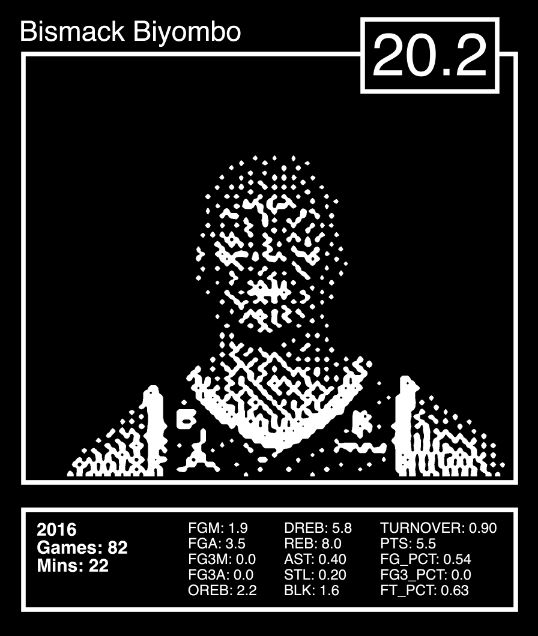 Bismack Biyombo
20.2
2016
Games: 82
Mins: 22
FGM: 1.9
FGA: 3.5
FG3M: 0.0
FG3A: 0.0
OREB: 2.2
DREB: 5.8
REB: 8.0
AST: 0.40
STL: 0.20
BLK: 1.6
TURNOVER: 0.90
PTS: 5.5
FG_PCT: 0.54
FG3_PCT: 0.0
FT_PCT: 0.63